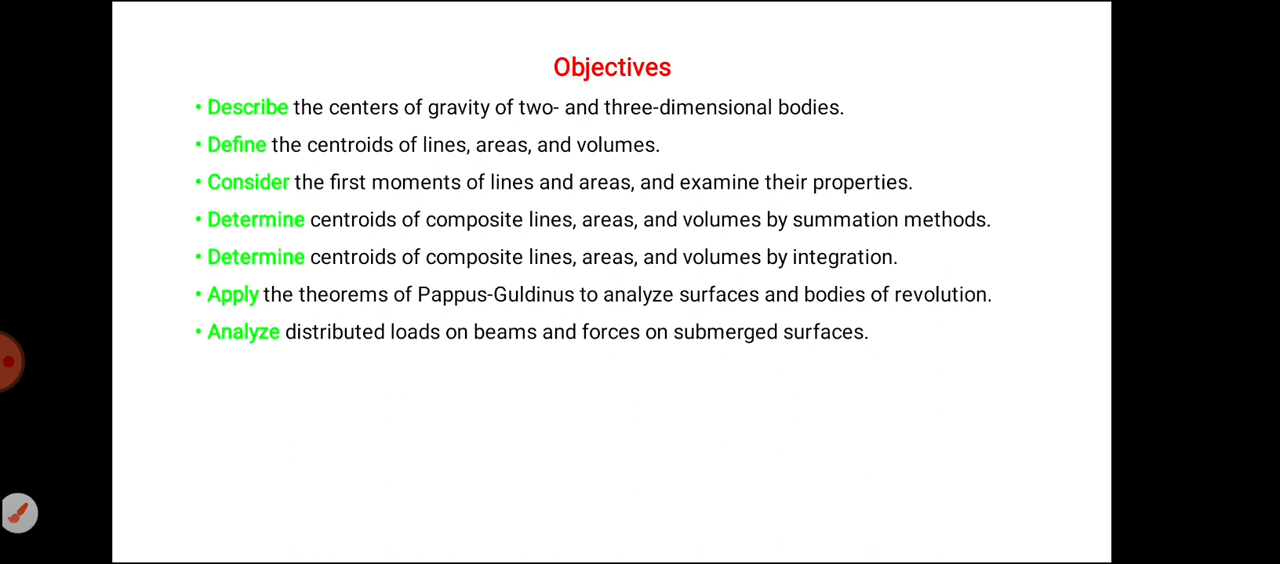 Objectives
• Describe the centers of gravity of two- and three-dimensional bodies.
• Define the centroids of lines, areas, and volumes.
• Consider the first moments of lines and areas, and examine their properties.
• Determine centroids of composite lines, areas, and volumes by summation methods.
• Determine centroids of composite lines, areas, and volumes by integration.
• Apply the theorems of Pappus-Guldinus to analyze surfaces and bodies of revolution.
• Analyze distributed loads on beams and forces on submerged surfaces.